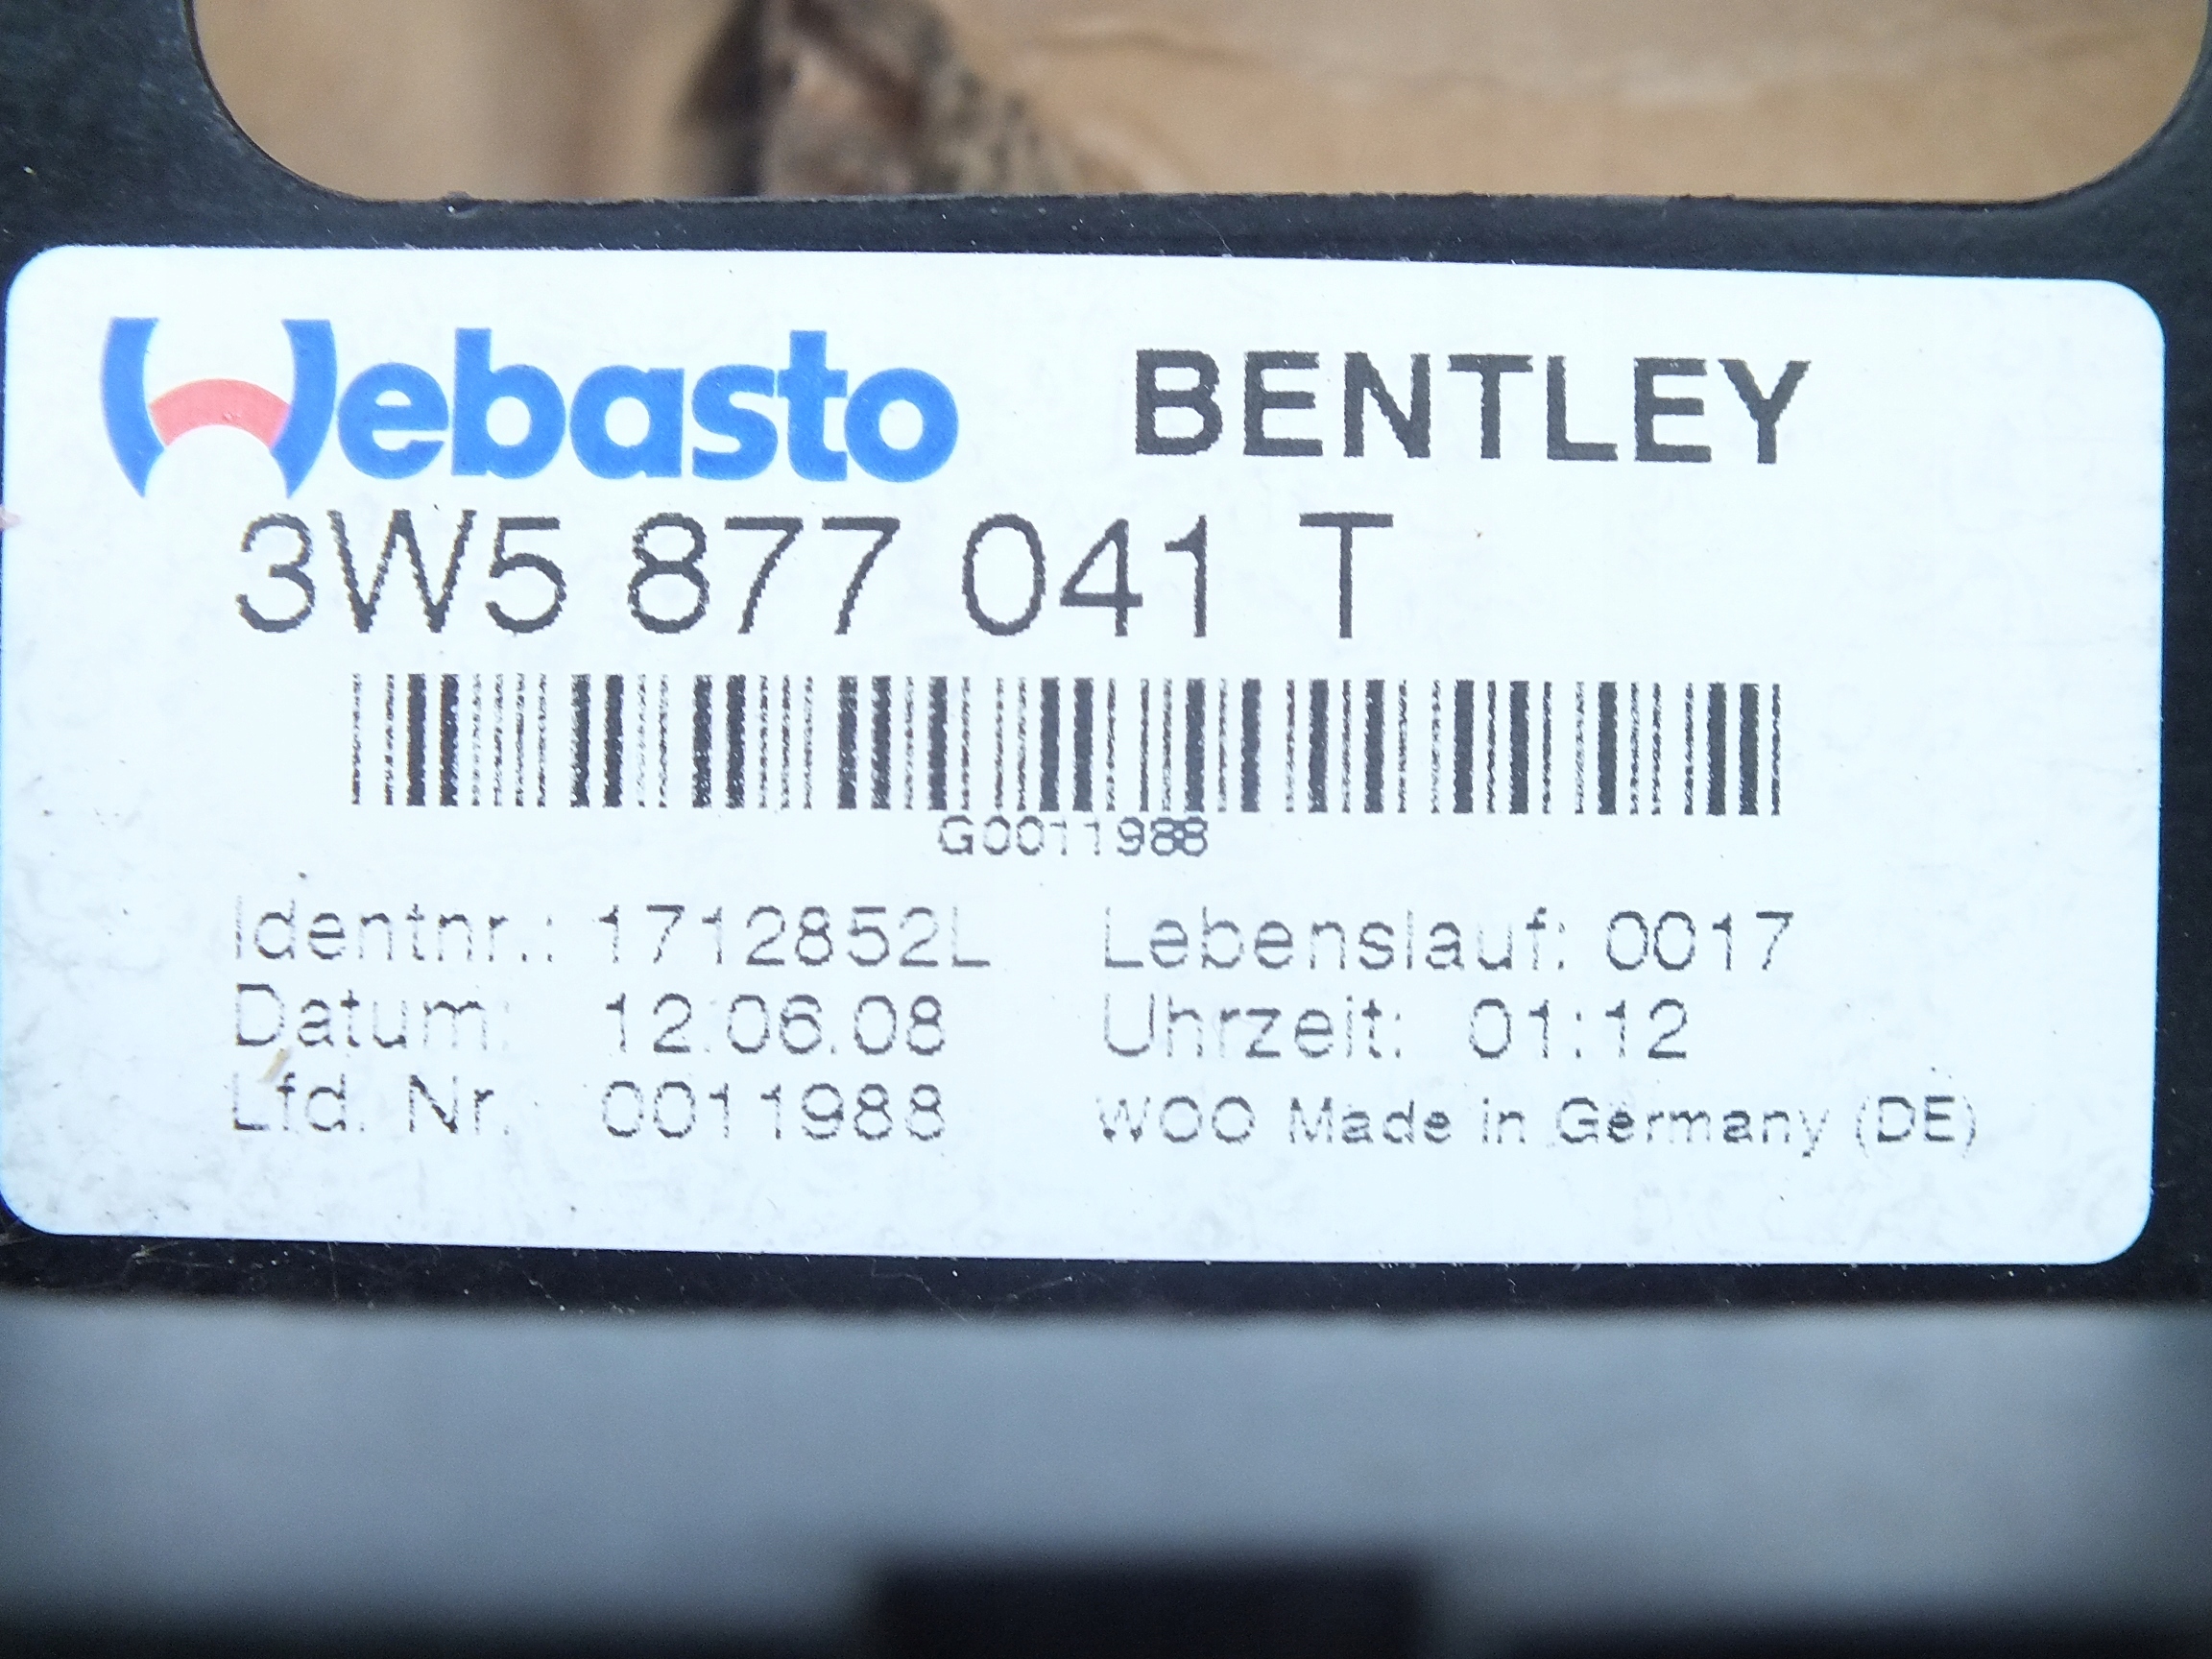 Webasto BENTLEY
3W5 877 041 T
G0011988
Identnr.: 1712852L Lebenslauf: 0017
Datum: 12.06.08 Uhrzeit: 01:12
Lfd. Nr.: 0011988 WOO Made in Germany (DE)